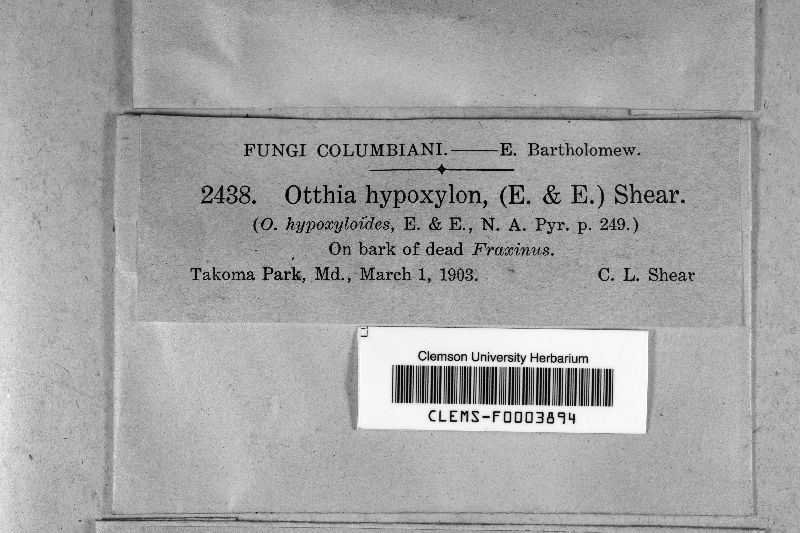 FUNGI COLUMBIANI.——E. Bartholomew.
2438. Otthia hypoxylon, (E. & E.) Shear.
(O. hypoxyloïdes, E. & E., N. A. Pyr. p. 249.)
On bark of dead Fraxinus.
Takoma Park, Md., March 1, 1903. C. L. Shear
Clemson University Herbarium
CLEMS-F0003894